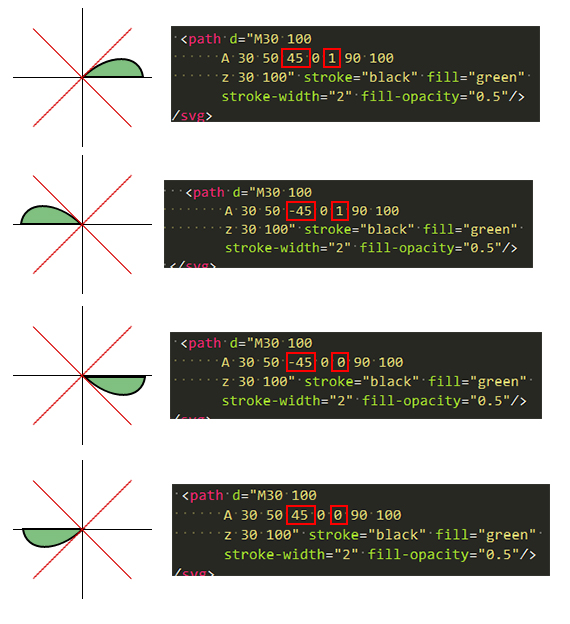 <path d="M30 100
A 30 50 45 0 1 90 100
z 30 100" stroke="black" fill="green"
stroke-width="2" fill-opacity="0.5"/>
/svg>
<path d="M30 100
A 30 50 -45 0 1 90 100
z 30 100" stroke="black" fill="green"
stroke-width="2" fill-opacity="0.5"/>
</svg>
<path d="M30 100
A 30 50 -45 0 0 90 100
z 30 100" stroke="black" fill="green"
stroke-width="2" fill-opacity="0.5"/>
<path d="M30 100
A 30 50 45 0 0 90 100
z 30 100" stroke="black" fill="green"
stroke-width="2" fill-opacity="0.5"/>
/svg>